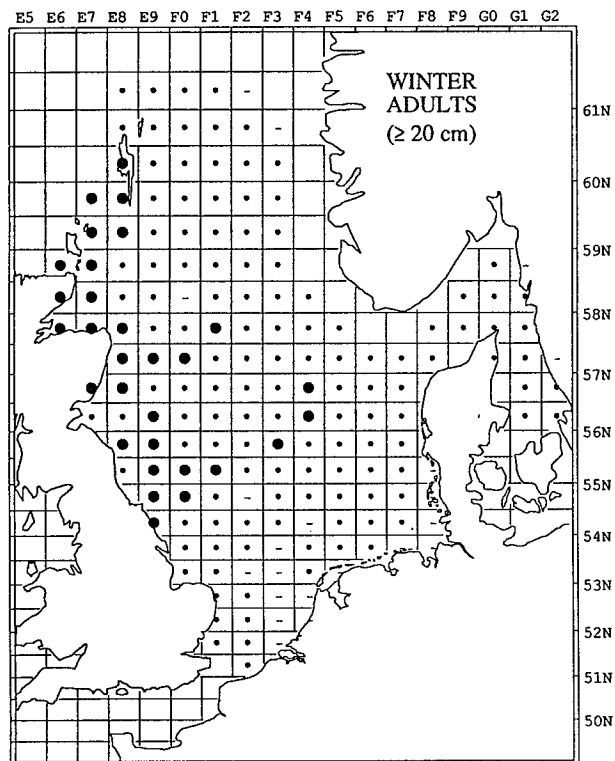 E5 E6 E7 E8 E9 F0 F1 F2 F3 F4 F5 F6 F7 F8 F9 G0 G1 G2
WINTER
ADULTS
(≥ 20 cm)
61N
60N
59N
58N
57N
56N
55N
54N
53N
52N
51N
50N